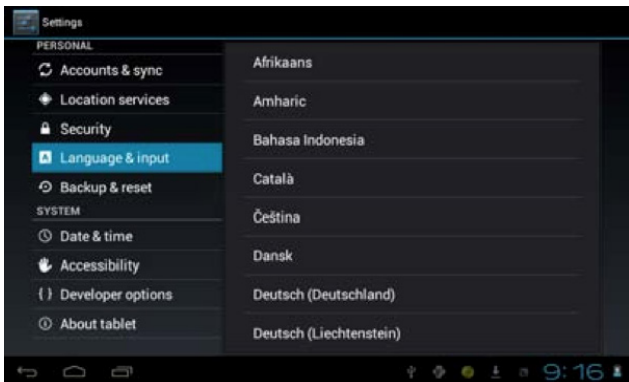 Settings
PERSONAL
Accounts & sync
Location services
Security
Language & input
Backup & reset
SYSTEM
Date & time
Accessibility
{ } Developer options
About tablet
Afrikaans
Amharic
Bahasa Indonesia
Català
Čeština
Dansk
Deutsch (Deutschland)
Deutsch (Liechtenstein)
9:16